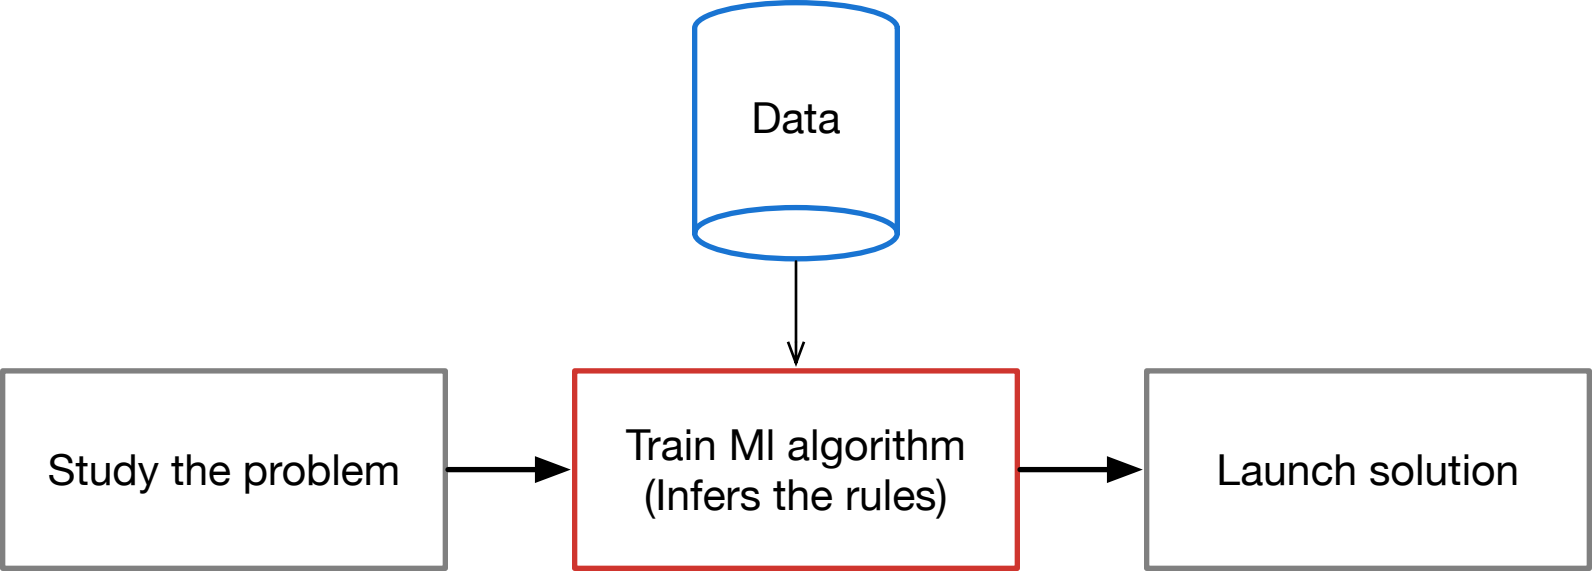 Data
Study the problem
Train Ml algorithm
(Infers the rules)
Launch solution